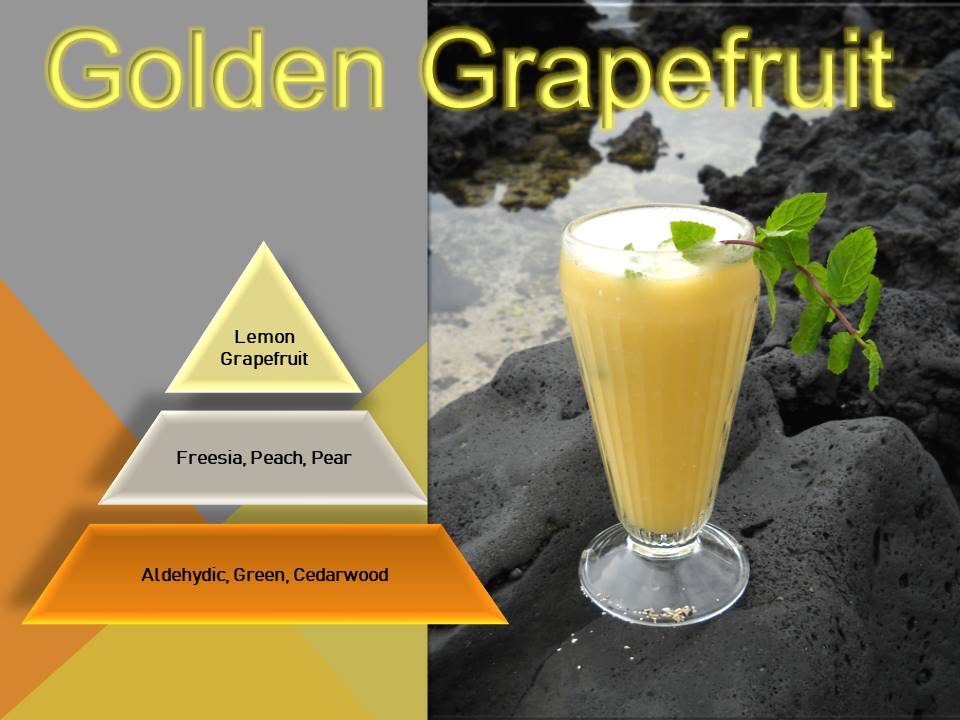 Golden Grapefruit
Lemon
Grapefruit
Freesia, Peach, Pear
Aldehydic, Green, Cedarwood